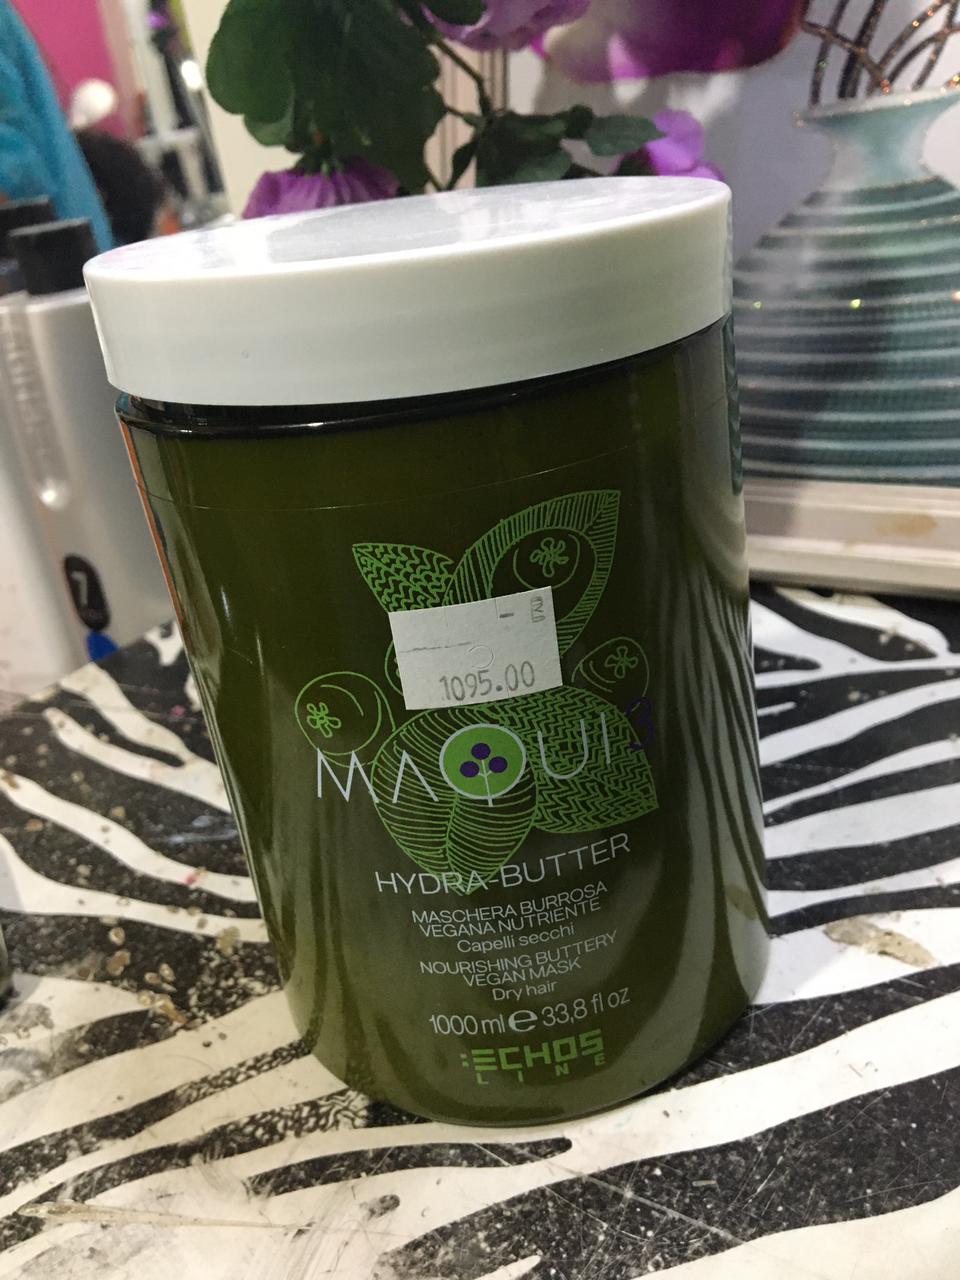 1095.00
MAQUI 3
HYDRA-BUTTER
MASCHERA BURROSA
VEGANA NUTRIENTE
Capelli secchi
NOURISHING BUTTERY
VEGAN MASK
Dry hair
1000 ml e 33,8 fl oz
:ECHOS
LINE
7